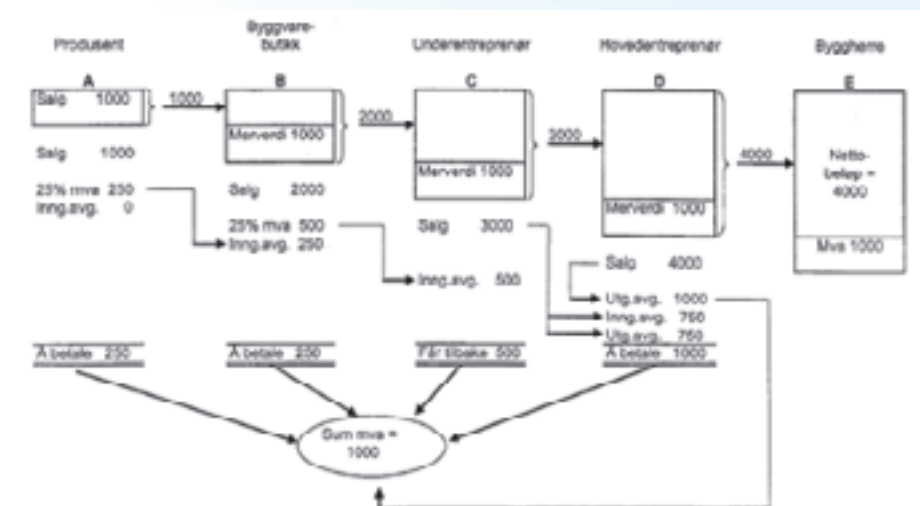 Produsent
Byggvare-
butikk
Underentreprenør
Hovedentreprenør
Byggherre
A
B
C
D
E
Salg 1000
1000
Merverdi 1000
2000
Merverdi 1000
3000
Merverdi 1000
4000
Netto-
beløp =
4000
Mva 1000
Salg 1000
25% mva 250
Inng.avg. 0
Salg 2000
25% mva 500
Inng.avg. 250
Salg 3000
Inng.avg. 500
Salg 4000
Utg.avg. 1000
Inng.avg. 750
Utg.avg. 750
Å betale 250
Å betale 250
Får tilbake 500
Å betale 1000
Sum mva =
1000